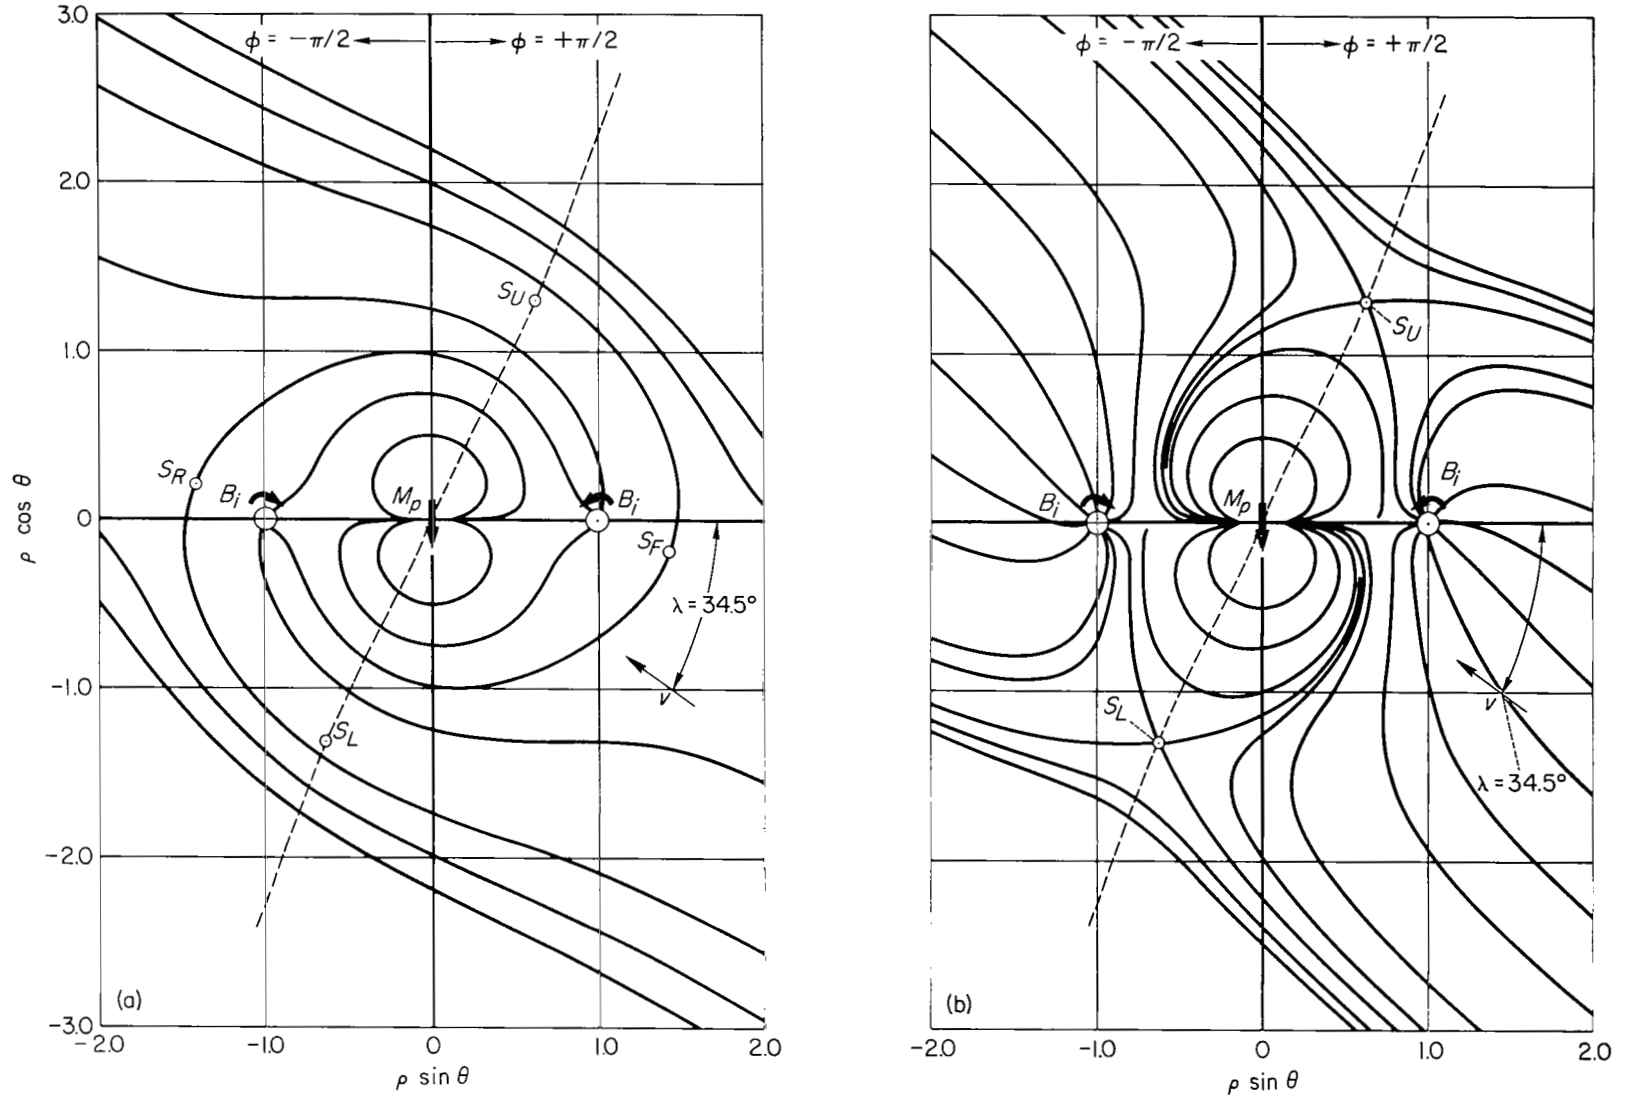 3.0
φ = −π/2 φ = +π/2
2.0
S_U
1.0
S_R
B_i M_p B_i
0
S_F
λ = 34.5°
−1.0
v
S_L
−2.0
(a)
−3.0
−2.0 −1.0 0 1.0 2.0
ρ sin θ
ρ cos θ
φ = −π/2 φ = +π/2
S_U
B_i M_p B_i
S_L
v
λ = 34.5°
(b)
−2.0 −1.0 0 1.0 2.0
ρ sin θ